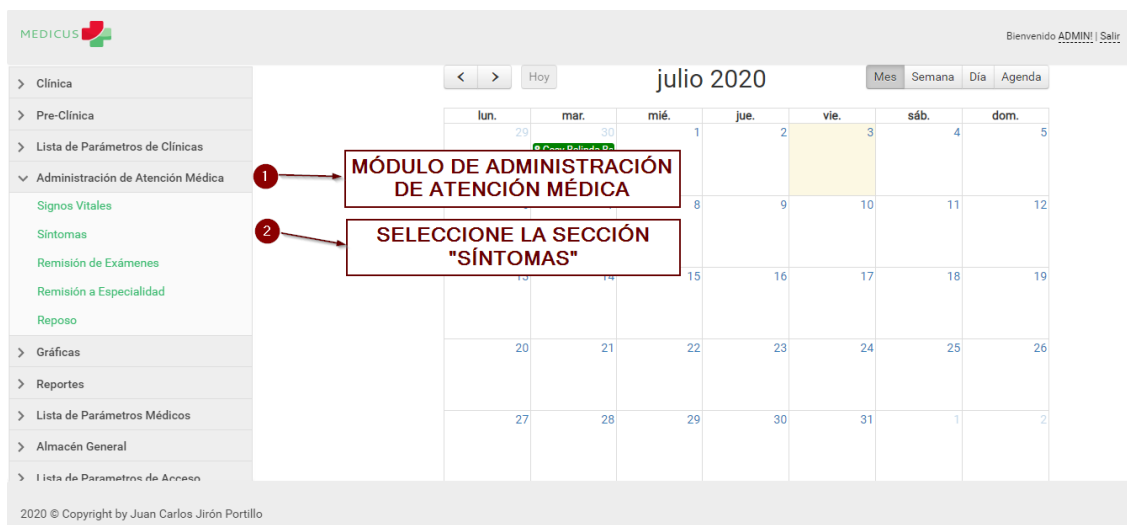 MEDICUS
Bienvenido ADMIN! | Salir
Clínica
Pre-Clínica
Lista de Parámetros de Clínicas
Administración de Atención Médica
Signos Vitales
Síntomas
Remisión de Exámenes
Remisión a Especialidad
Reposo
Gráficas
Reportes
Lista de Parámetros Médicos
Almacén General
Lista de Parametros de Acceso
Hoy
julio 2020
Mes Semana Día Agenda
lun. mar. mié. jue. vie. sáb. dom.
29 30 1 2 3 4 5
1
MÓDULO DE ADMINISTRACIÓN
DE ATENCIÓN MÉDICA
8 9 10 11 12
2
SELECCIONE LA SECCIÓN
"SÍNTOMAS"
13 14 15 16 17 18 19
20 21 22 23 24 25 26
27 28 29 30 31 1 2
2020 © Copyright by Juan Carlos Jirón Portillo